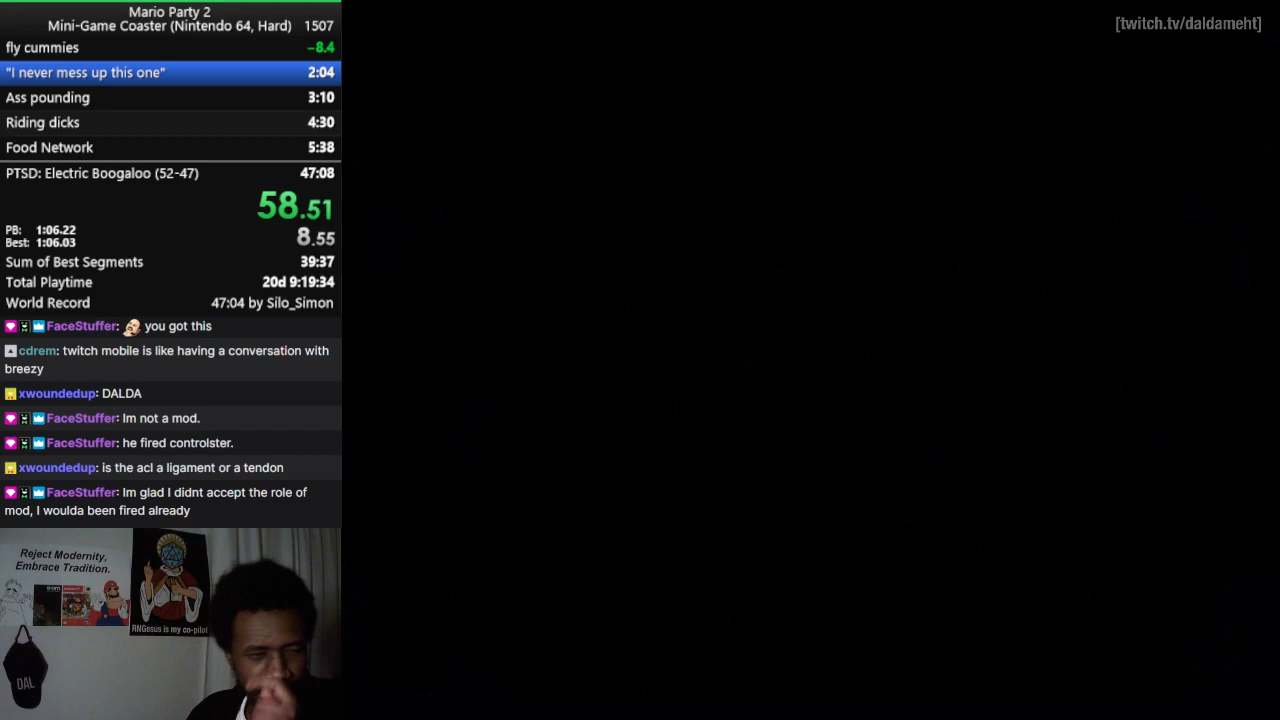 Mario Party 2
Mini-Game Coaster (Nintendo 64, Hard) 1507
[twitch.tv/daldameht]
fly cummies -8.4
"I never mess up this one" 2:04
Ass pounding 3:10
Riding dicks 4:30
Food Network 5:38
PTSD: Electric Boogaloo (52-47) 47:08
58.51
PB: 1:06.22
Best: 1:06.03
8.55
Sum of Best Segments 39:37
Total Playtime 20d 9:19:34
World Record 47:04 by Silo_Simon
FaceStuffer: you got this
cdrem: twitch mobile is like having a conversation with
breezy
xwoundedup: DALDA
FaceStuffer: Im not a mod.
FaceStuffer: he fired controlster.
xwoundedup: is the acl a ligament or a tendon
FaceStuffer: Im glad I didnt accept the role of
mod, I woulda been fired already
Reject Modernity,
Embrace Tradition.
RNGesus is my co-pilot
DAL